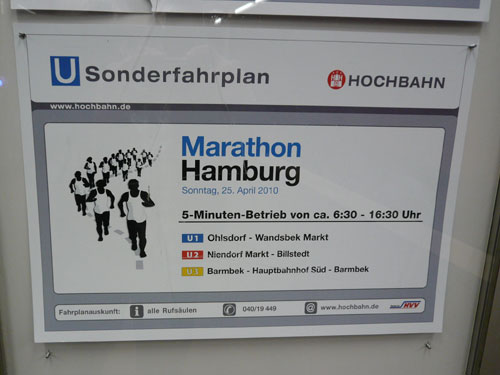 U Sonderfahrplan
HOCHBAHN
www.hochbahn.de
Marathon
Hamburg
Sonntag, 25. April 2010
5-Minuten-Betrieb von ca. 6:30 - 16:30 Uhr
U1 Ohlsdorf - Wandsbek Markt
U2 Niendorf Markt - Billstedt
U3 Barmbek - Hauptbahnhof Süd - Barmbek
Fahrplanauskunft: i alle Rufsäulen 040/19 449 @ www.hochbahn.de HVV